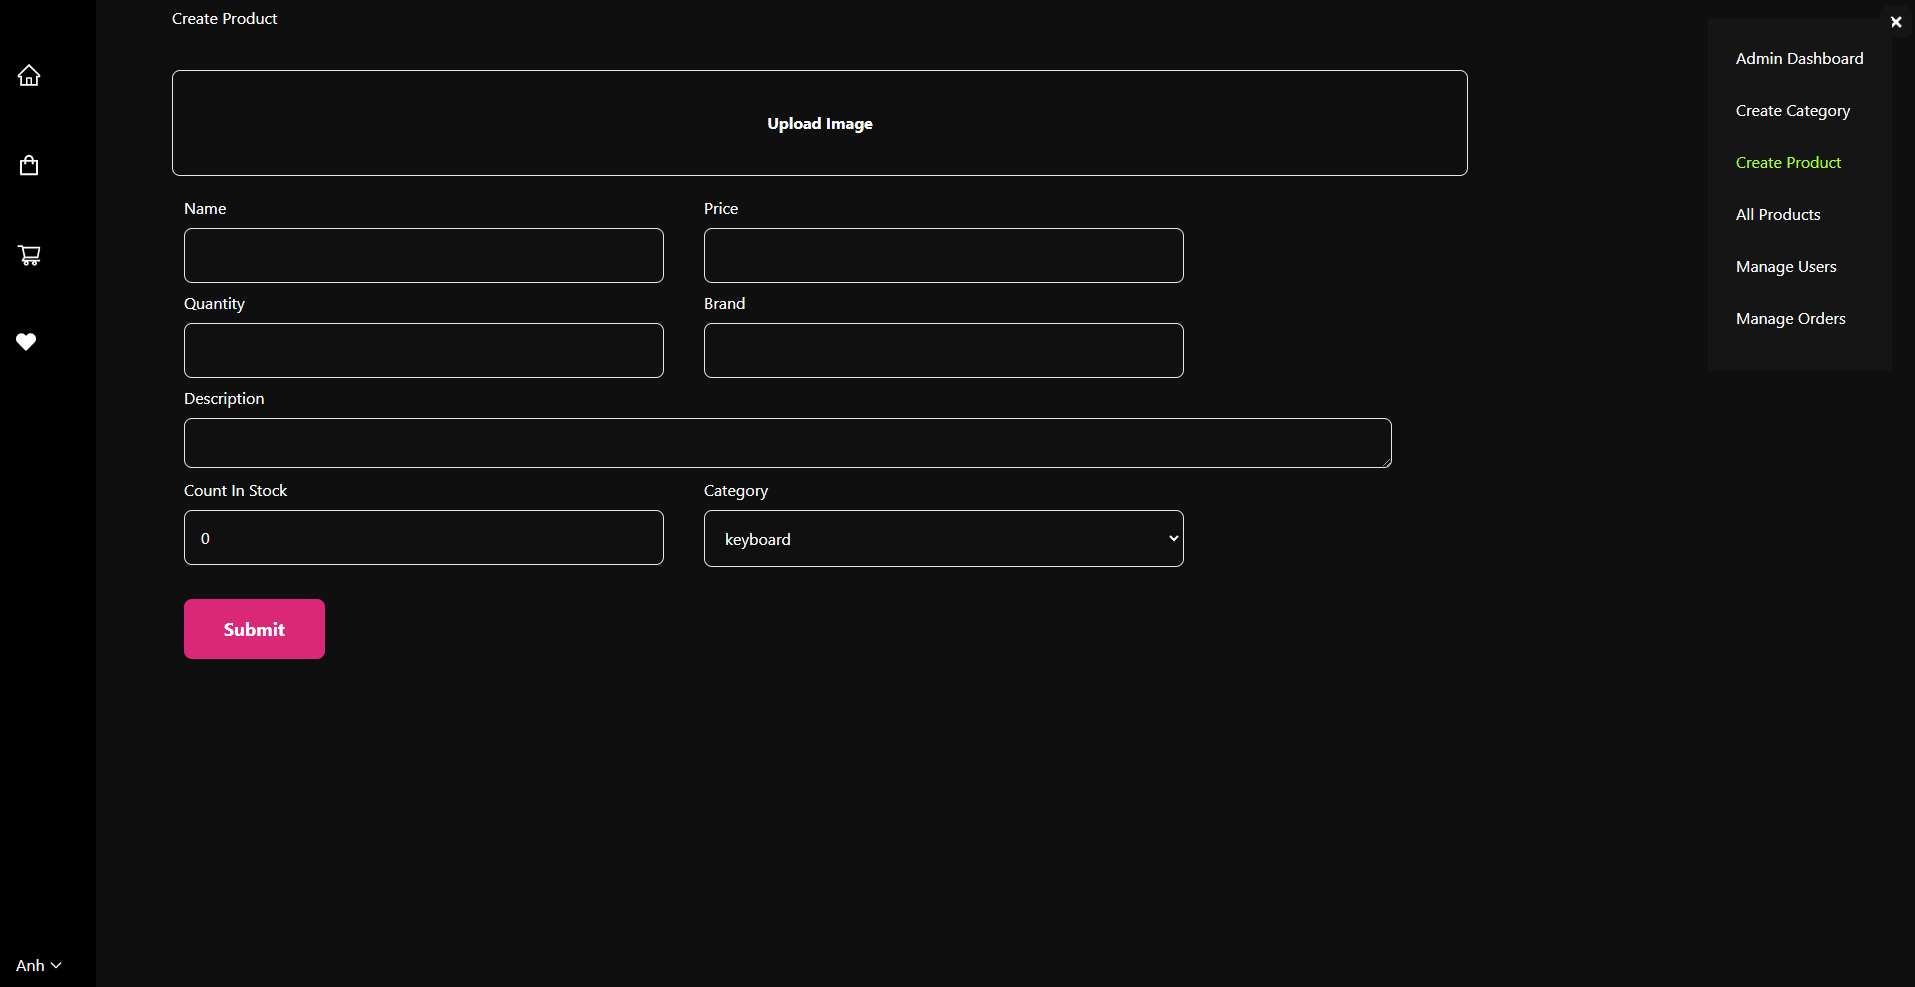 Create Product
Upload Image
Name
Price
Quantity
Brand
Description
Count In Stock
Category
0
keyboard
Submit
Admin Dashboard
Create Category
Create Product
All Products
Manage Users
Manage Orders
Anh